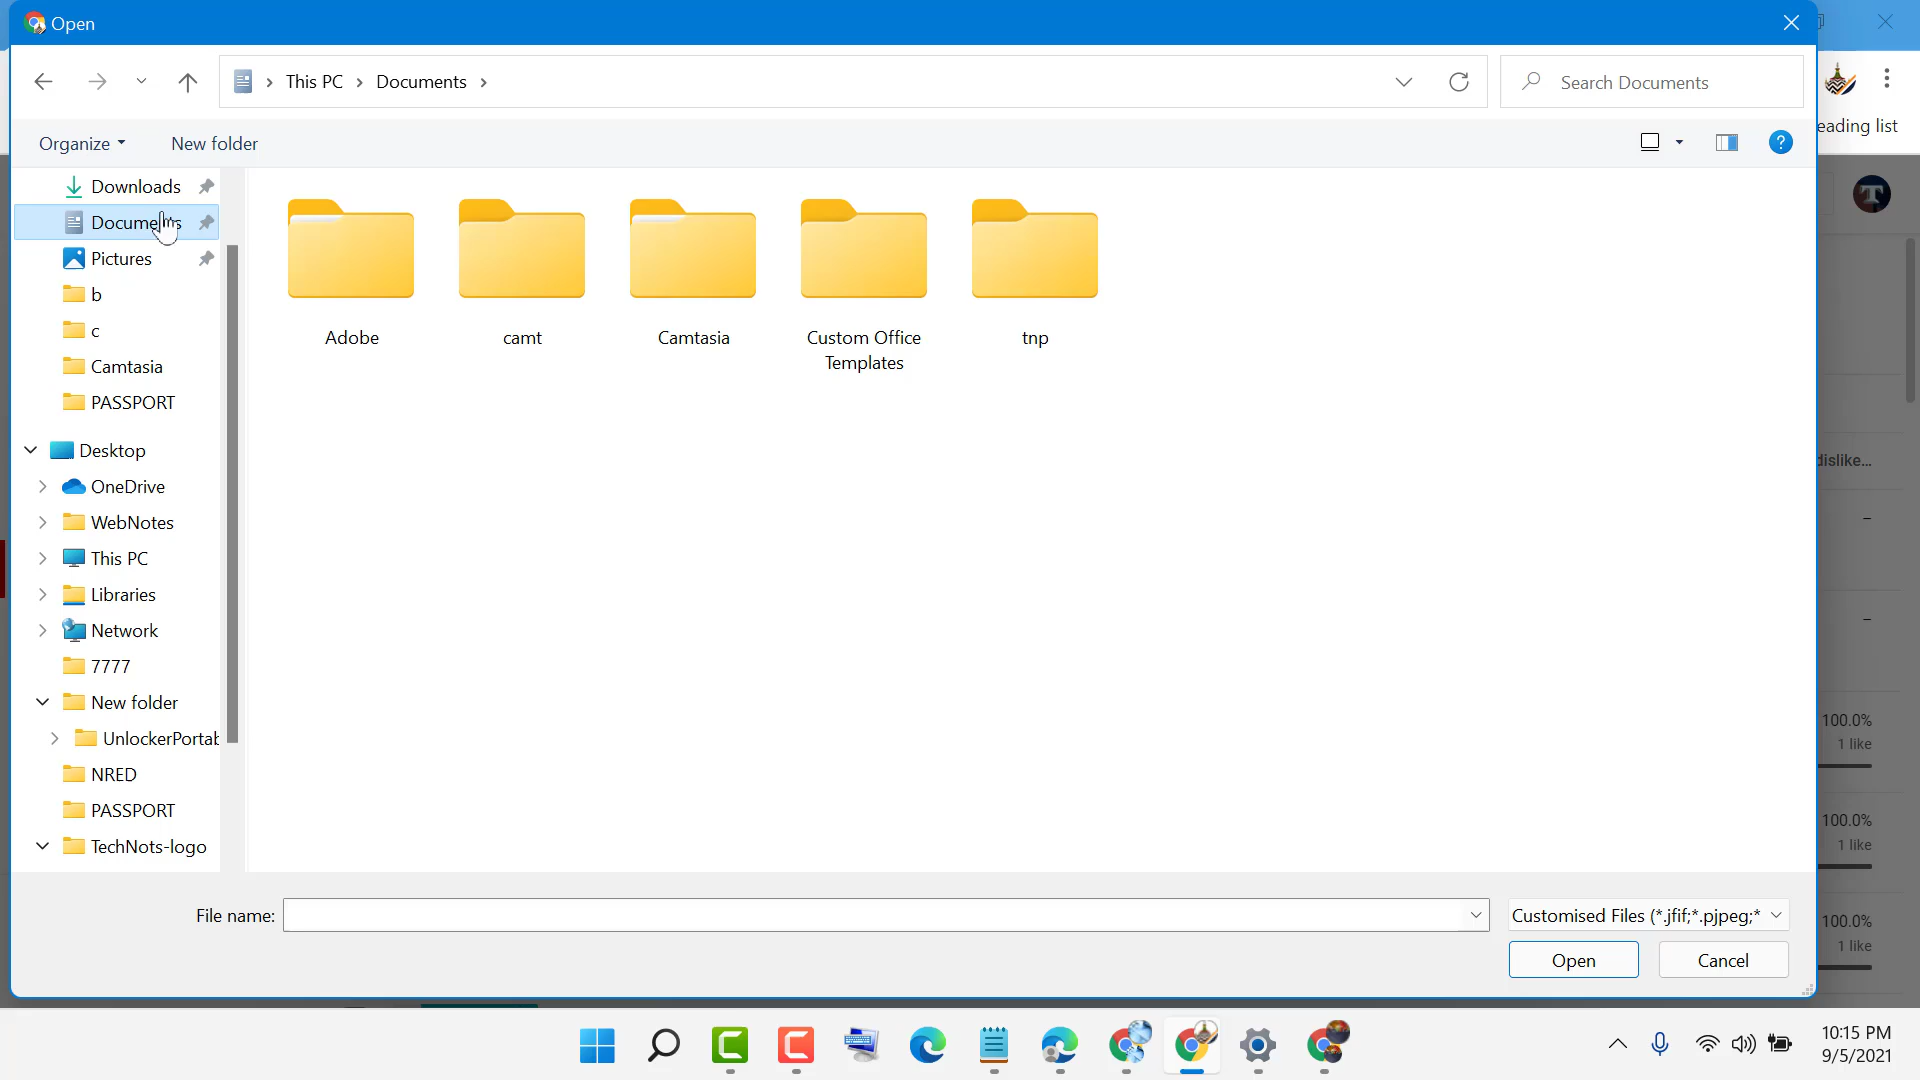 Open
This PC > Documents >
Search Documents
Organize
New folder
eading list
Downloads
Documents
Pictures
b
c
Camtasia
PASSPORT
Desktop
OneDrive
WebNotes
This PC
Libraries
Network
7777
New folder
UnlockerPortab
NRED
PASSPORT
TechNots-logo
Adobe
camt
Camtasia
Custom Office
Templates
tnp
dislike...
–
–
100.0%
1 like
100.0%
1 like
100.0%
1 like
File name:
Customised Files (*.jfif;*.pjpeg;*
Open
Cancel
10:15 PM
9/5/2021